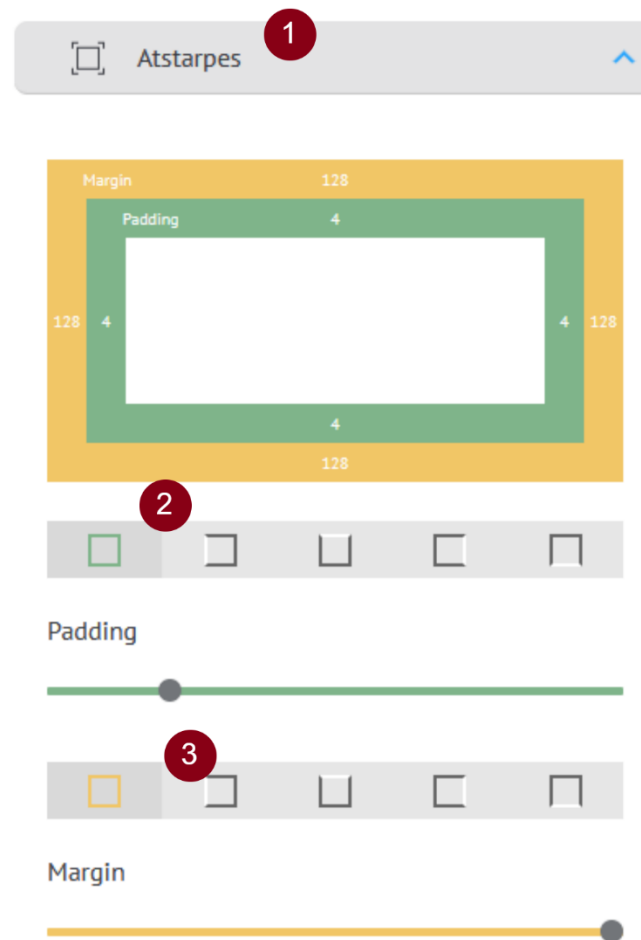 1
Atstarpes
Margin 128
Padding 4
128 4 4 128
4
128
2
Padding
3
Margin